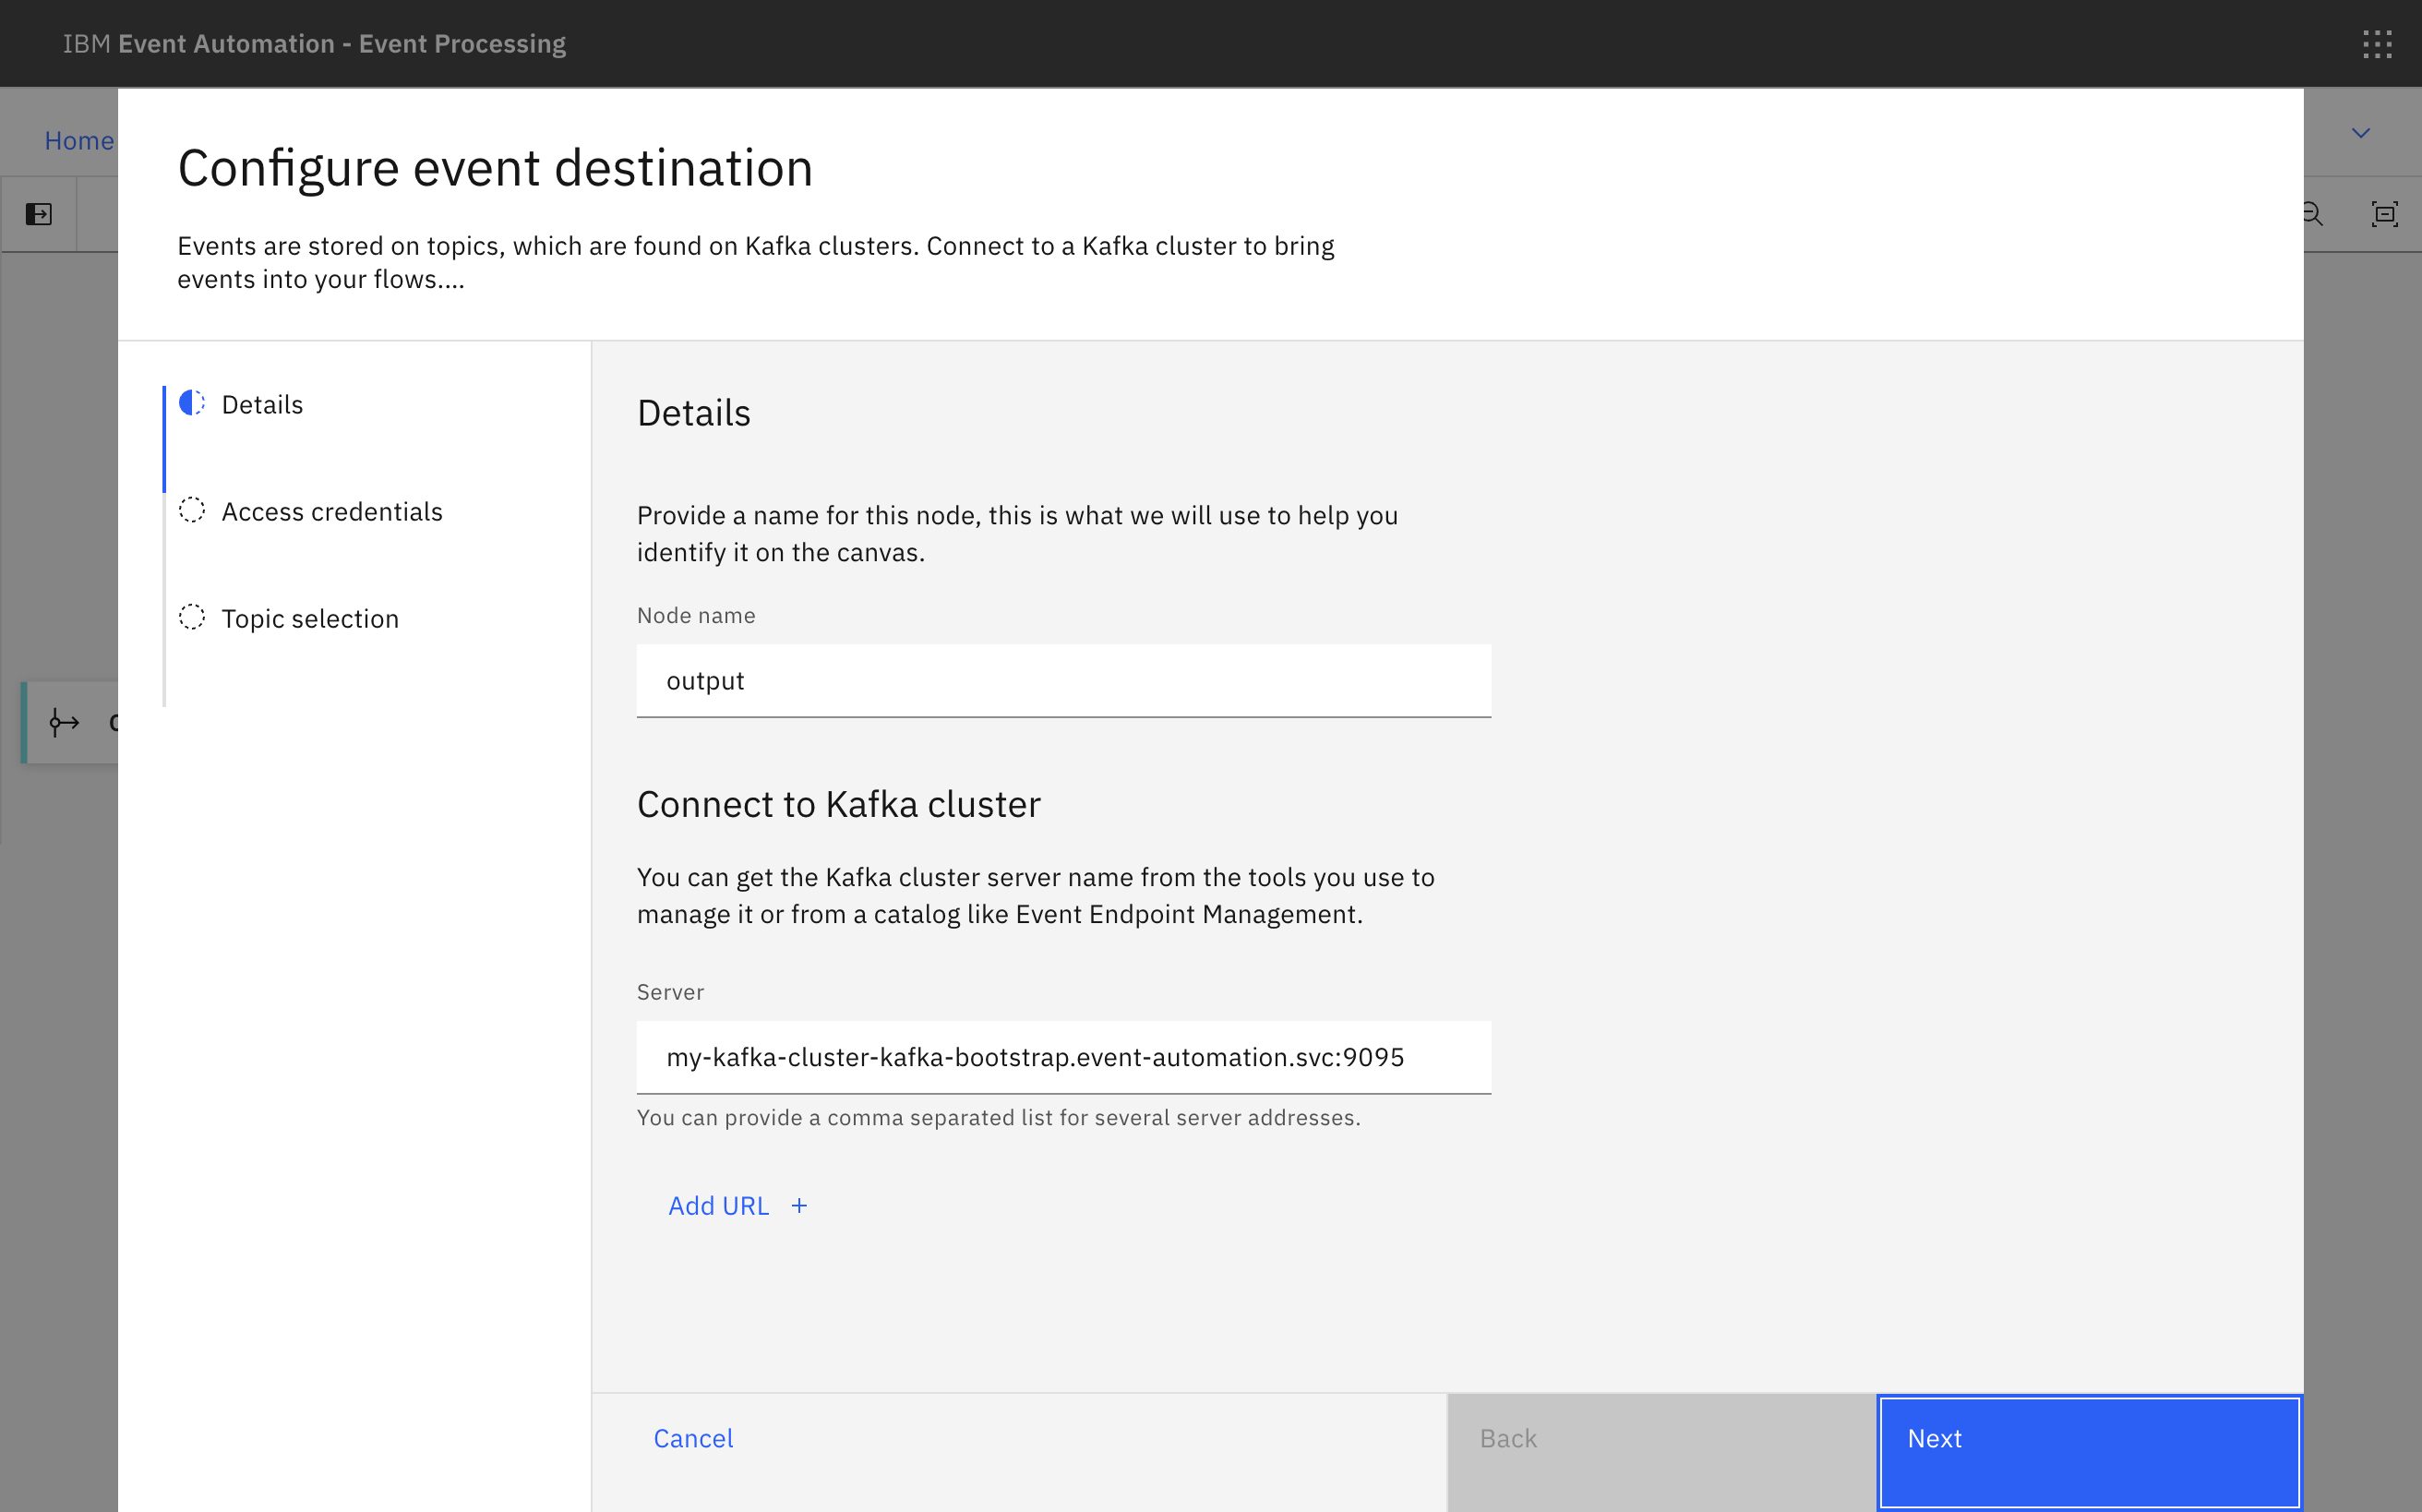 IBM Event Automation - Event Processing
Home
Configure event destination
Events are stored on topics, which are found on Kafka clusters. Connect to a Kafka cluster to bring
events into your flows....
Details
Access credentials
Topic selection
Details
Provide a name for this node, this is what we will use to help you
identify it on the canvas.
Node name
output
Connect to Kafka cluster
You can get the Kafka cluster server name from the tools you use to
manage it or from a catalog like Event Endpoint Management.
Server
my-kafka-cluster-kafka-bootstrap.event-automation.svc:9095
You can provide a comma separated list for several server addresses.
Add URL +
Cancel
Back
Next